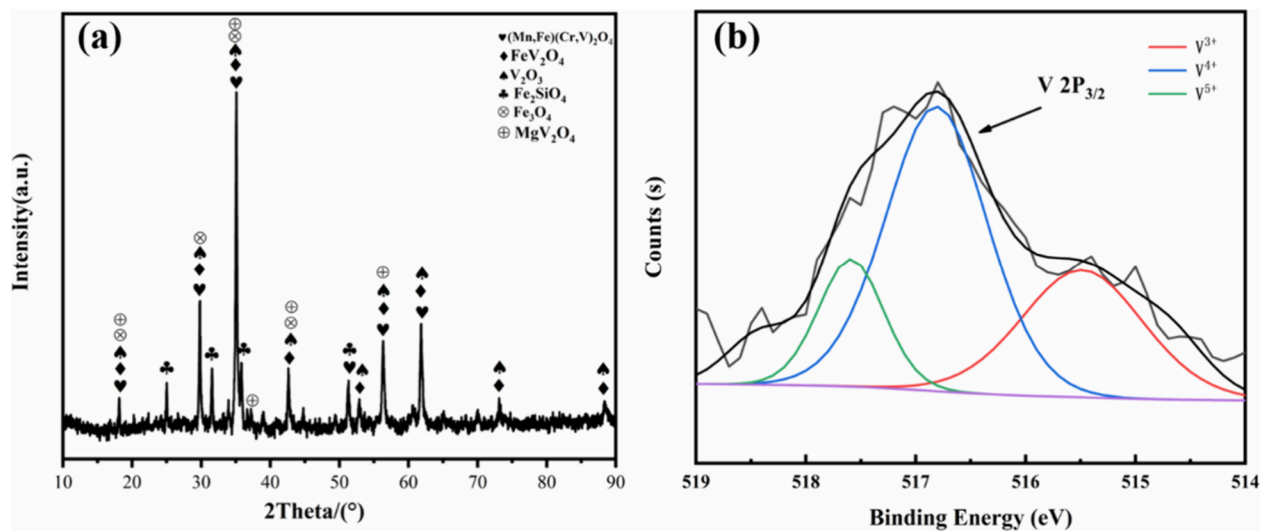 (a)
♥(Mn,Fe)(Cr,V)₂O₄
♦FeV₂O₄
♠V₂O₃
♣Fe₂SiO₄
⊗Fe₃O₄
⊕MgV₂O₄
Intensity(a.u.)
10 20 30 40 50 60 70 80 90
2Theta/(°)
(b)
V³⁺
V⁴⁺
V⁵⁺
V 2P₃/₂
Counts (s)
519 518 517 516 515 514
Binding Energy (eV)